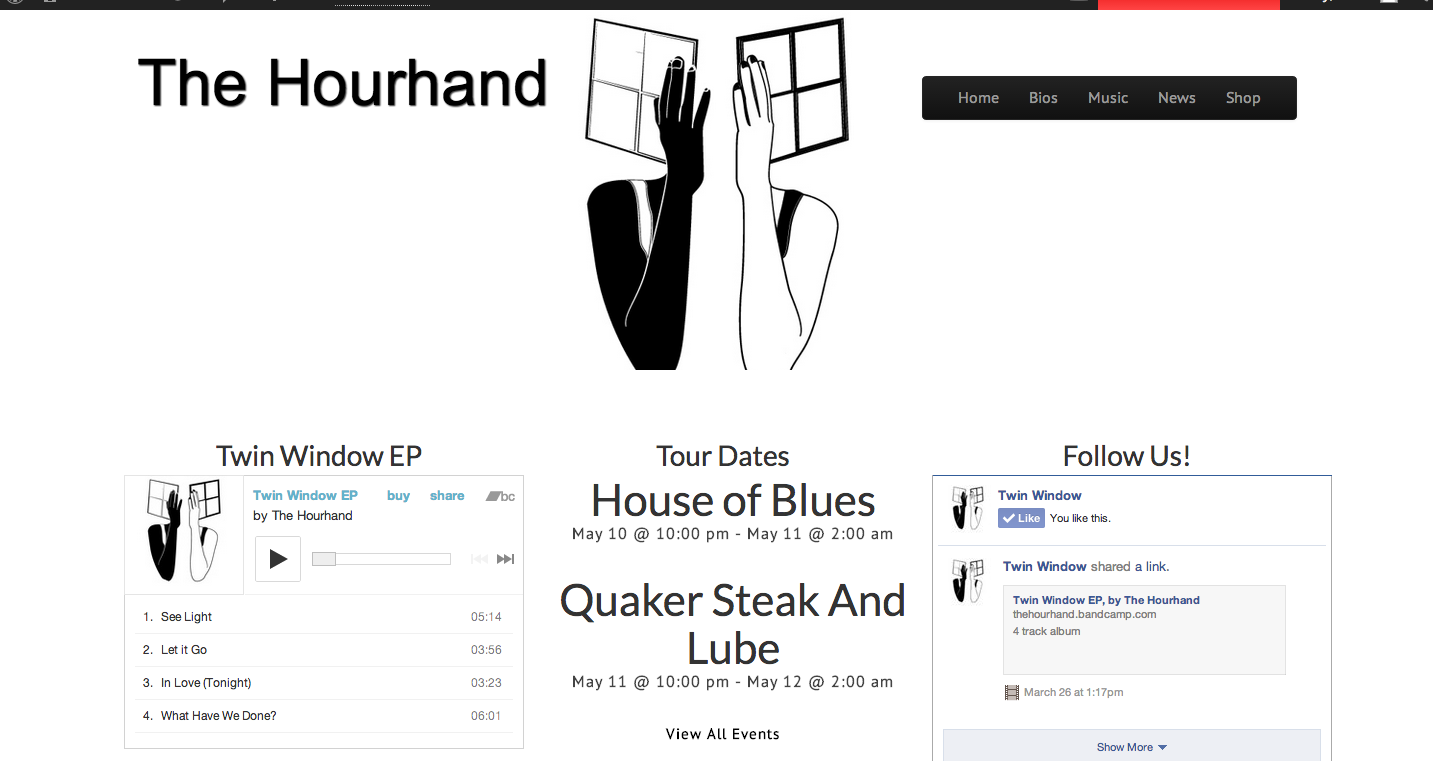 The Hourhand
Home Bios Music News Shop
Twin Window EP
Twin Window EP buy share bc
by The Hourhand
1. See Light 05:14
2. Let it Go 03:56
3. In Love (Tonight) 03:23
4. What Have We Done? 06:01
Tour Dates
House of Blues
May 10 @ 10:00 pm - May 11 @ 2:00 am
Quaker Steak And
Lube
May 11 @ 10:00 pm - May 12 @ 2:00 am
View All Events
Follow Us!
Twin Window
Like You like this.
Twin Window shared a link.
Twin Window EP, by The Hourhand
thehourhand.bandcamp.com
4 track album
March 26 at 1:17pm
Show More